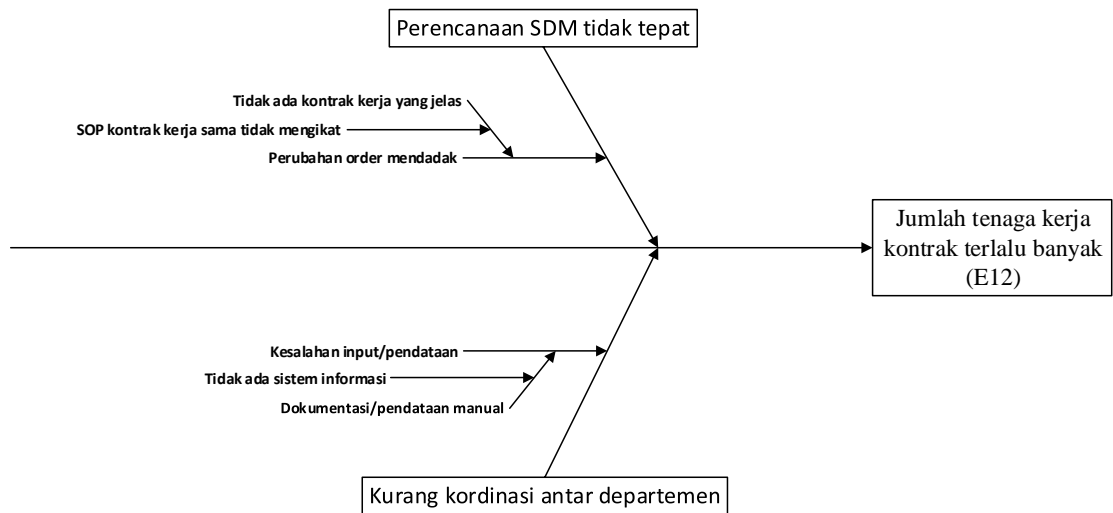 Perencanaan SDM tidak tepat
Tidak ada kontrak kerja yang jelas
SOP kontrak kerja sama tidak mengikat
Perubahan order mendadak
Jumlah tenaga kerja
kontrak terlalu banyak
(E12)
Kesalahan input/pendataan
Tidak ada sistem informasi
Dokumentasi/pendataan manual
Kurang kordinasi antar departemen